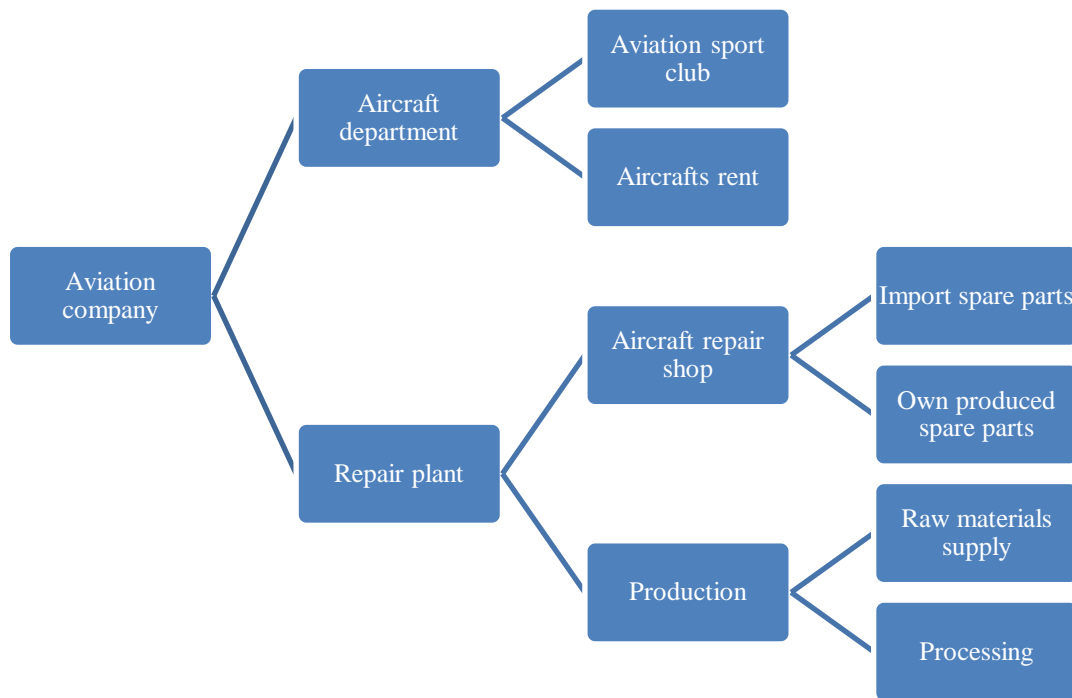 Aviation sport
club
Aircraft
department
Aircrafts rent
Aviation
company
Import spare parts
Aircraft repair
shop
Own produced
spare parts
Repair plant
Raw materials
supply
Production
Processing